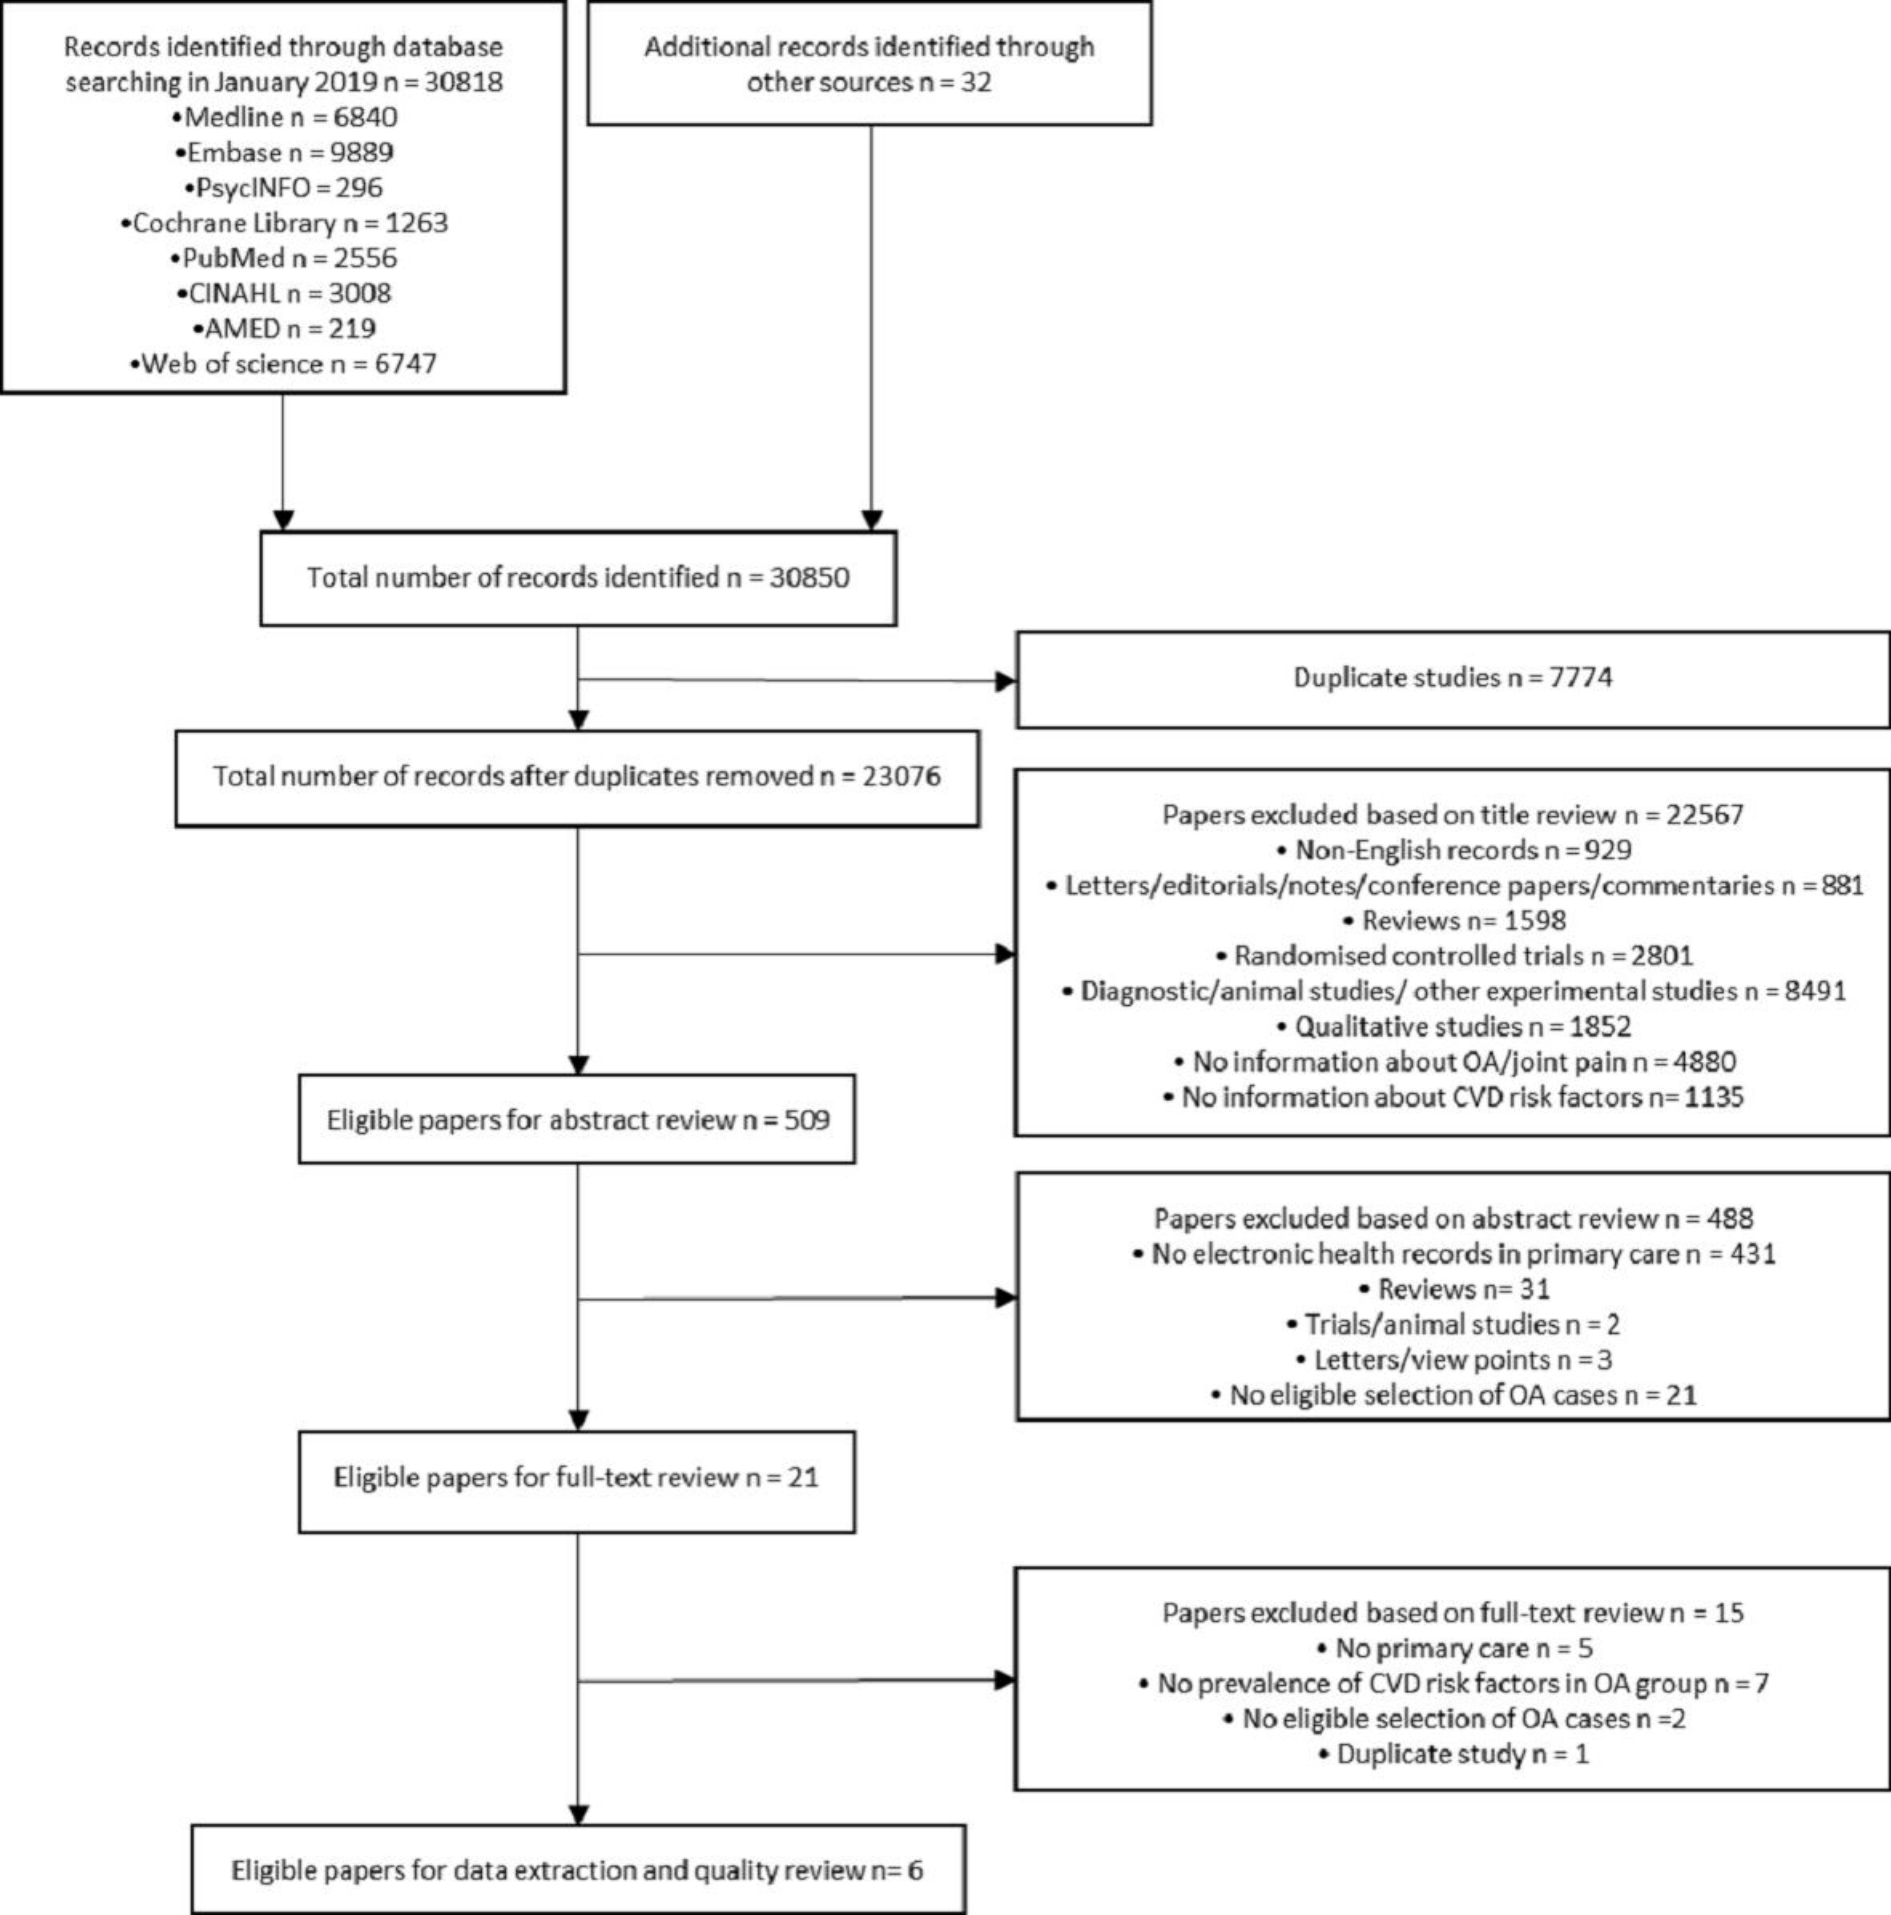 Records identified through database
searching in January 2019 n = 30818
•Medline n = 6840
•Embase n = 9889
•PsycINFO = 296
•Cochrane Library n = 1263
•PubMed n = 2556
•CINAHL n = 3008
•AMED n = 219
•Web of science n = 6747
Additional records identified through
other sources n = 32
Total number of records identified n = 30850
Duplicate studies n = 7774
Total number of records after duplicates removed n = 23076
Papers excluded based on title review n = 22567
• Non-English records n = 929
• Letters/editorials/notes/conference papers/commentaries n = 881
• Reviews n= 1598
• Randomised controlled trials n = 2801
• Diagnostic/animal studies/ other experimental studies n = 8491
• Qualitative studies n = 1852
• No information about OA/joint pain n = 4880
• No information about CVD risk factors n= 1135
Eligible papers for abstract review n = 509
Papers excluded based on abstract review n = 488
• No electronic health records in primary care n = 431
• Reviews n= 31
• Trials/animal studies n = 2
• Letters/view points n = 3
• No eligible selection of OA cases n = 21
Eligible papers for full-text review n = 21
Papers excluded based on full-text review n = 15
• No primary care n = 5
• No prevalence of CVD risk factors in OA group n = 7
• No eligible selection of OA cases n =2
• Duplicate study n = 1
Eligible papers for data extraction and quality review n= 6